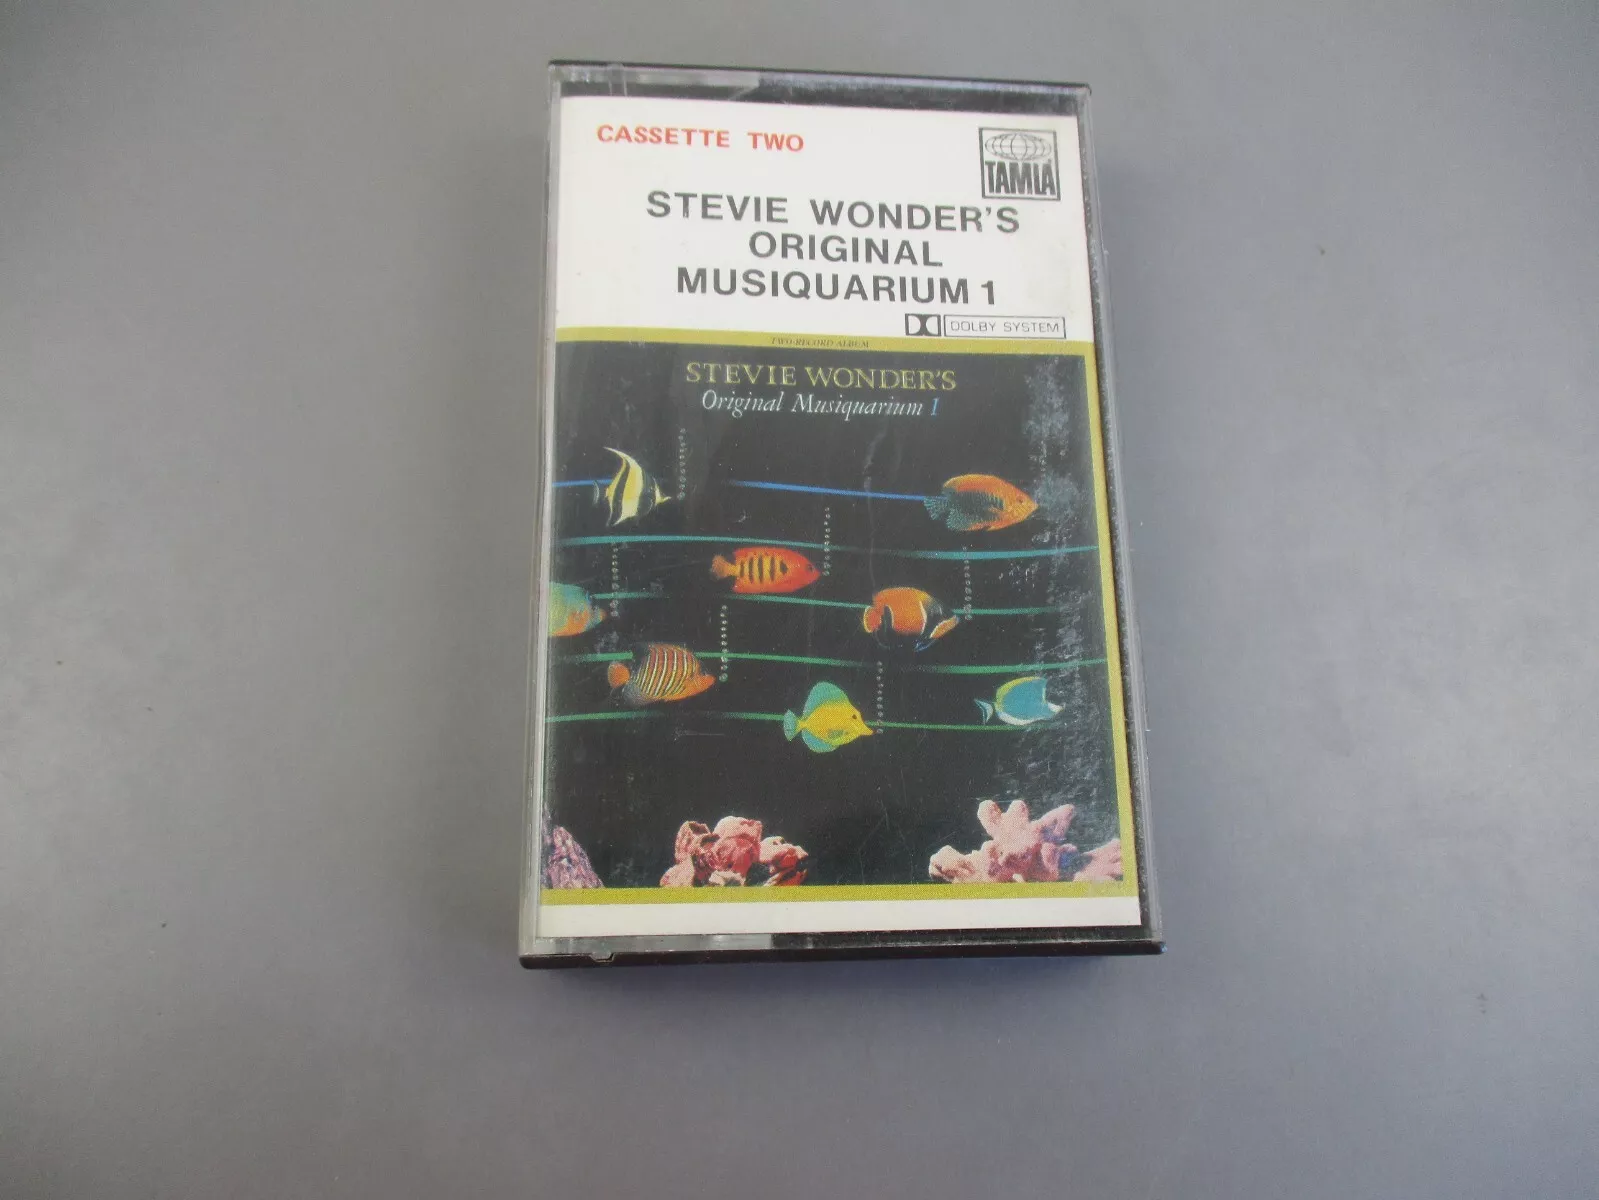 CASSETTE TWO
TAMLA
STEVIE WONDER'S
ORIGINAL
MUSIQUARIUM 1
DOLBY SYSTEM
TWO-RECORD ALBUM
STEVIE WONDER'S
Original Musiquarium 1